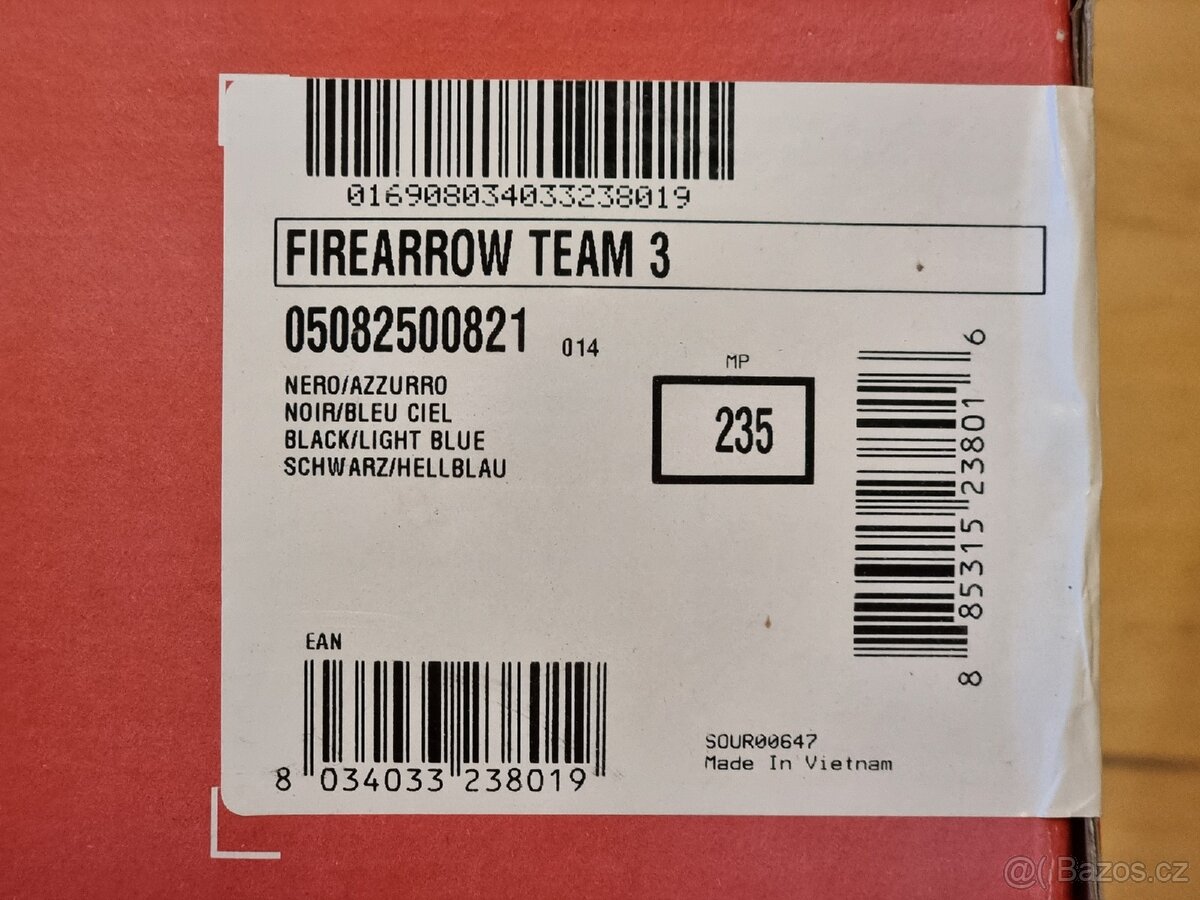 016908034033238019
FIREARROW TEAM 3
05082500821 014
NERO/AZZURRO
NOIR/BLEU CIEL
BLACK/LIGHT BLUE
SCHWARZ/HELLBLAU
MP
235
8 85315 23801 6
EAN
8 034033 238019
SOUR00647
Made In Vietnam
@( Bazos.cz